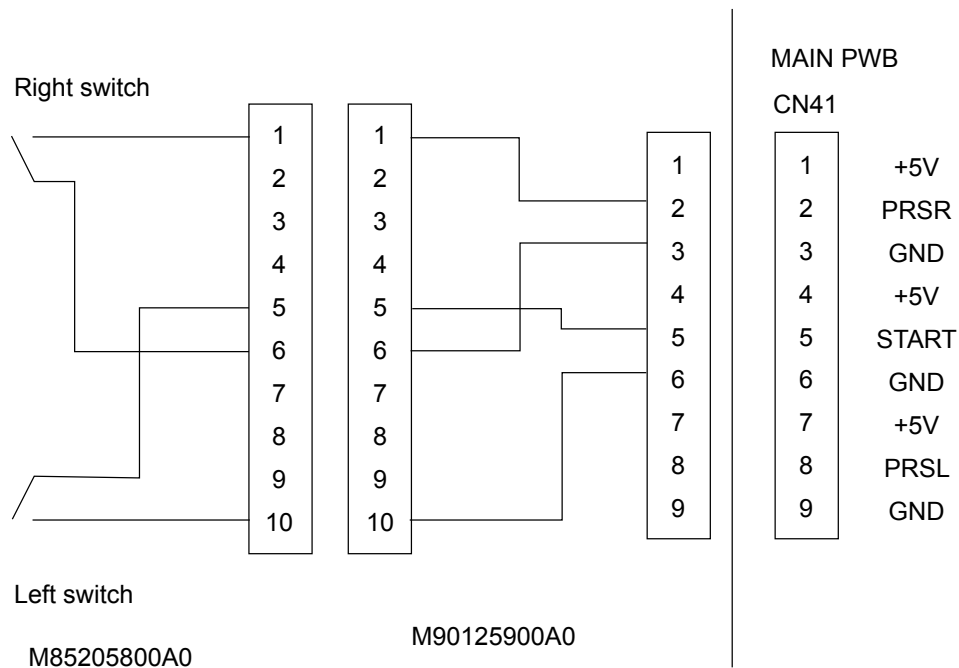 Right switch
1
2
3
4
5
6
7
8
9
10
Left switch
M85205800A0
1
2
3
4
5
6
7
8
9
10
M90125900A0
1
2
3
4
5
6
7
8
9
MAIN PWB
CN41
1 +5V
2 PRSR
3 GND
4 +5V
5 START
6 GND
7 +5V
8 PRSL
9 GND